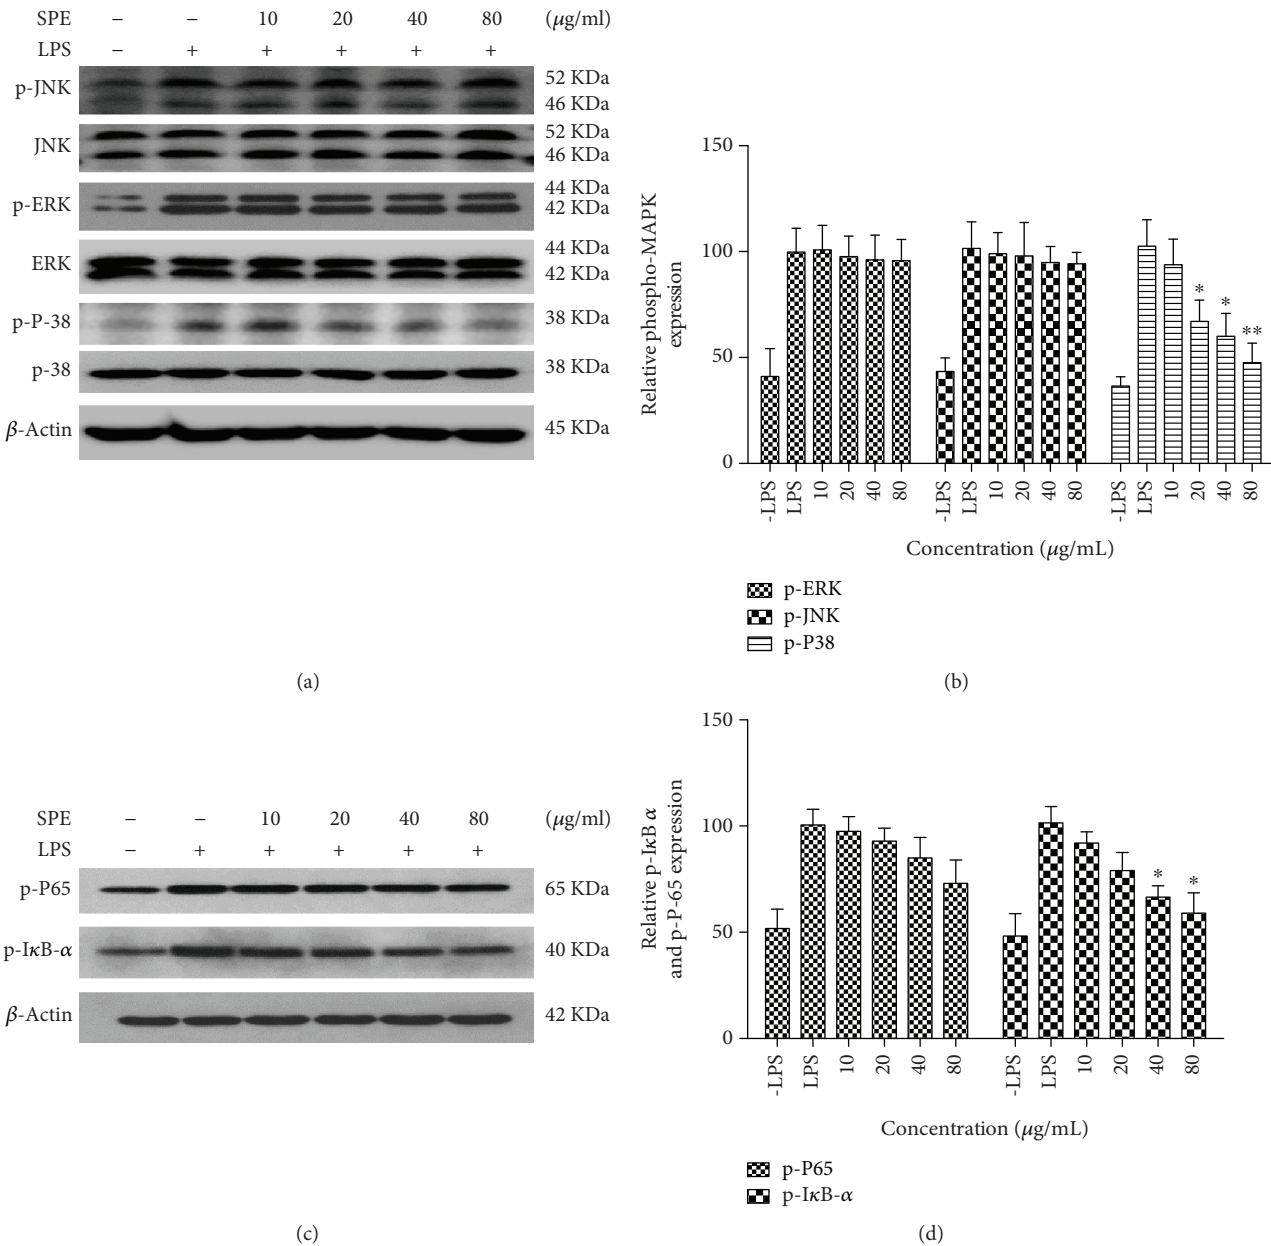 SPE − − 10 20 40 80 (μg/ml)
LPS − + + + + +
p-JNK 52 KDa
46 KDa
JNK 52 KDa
46 KDa
p-ERK 44 KDa
42 KDa
ERK 44 KDa
42 KDa
p-P-38 38 KDa
p-38 38 KDa
β-Actin 45 KDa
(a)
Relative phospho-MAPK
expression
150
100
50
0
* * **
-LPS LPS 10 20 40 80 -LPS LPS 10 20 40 80 -LPS LPS 10 20 40 80
Concentration (μg/mL)
p-ERK
p-JNK
p-P38
(b)
SPE − − 10 20 40 80 (μg/ml)
LPS − + + + + +
p-P65 65 KDa
p-IκB-α 40 KDa
β-Actin 42 KDa
(c)
Relative p-IκB α
and p-P-65 expression
150
100
50
0
* *
-LPS LPS 10 20 40 80 -LPS LPS 10 20 40 80
Concentration (μg/mL)
p-P65
p-IκB-α
(d)